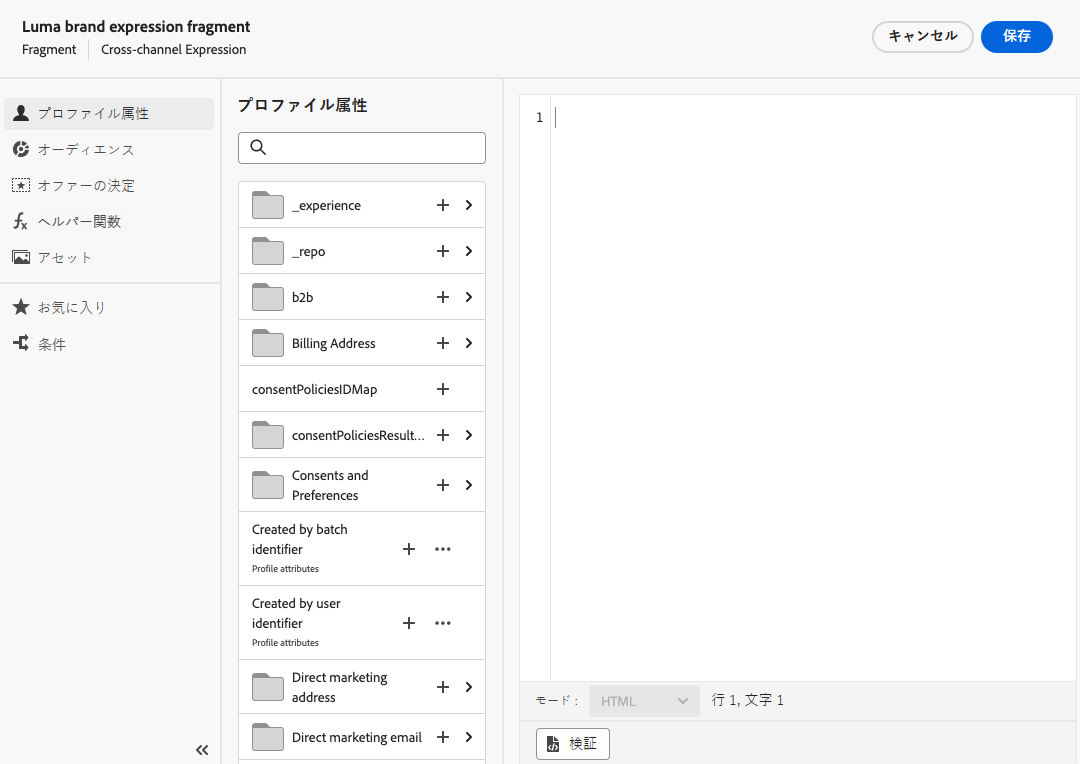 Luma brand expression fragment
Fragment
Cross-channel Expression
キャンセル
保存
プロファイル属性
オーディエンス
オファーの決定
ヘルパー関数
アセット
お気に入り
条件
プロファイル属性
_experience
_repo
b2b
Billing Address
consentPoliciesIDMap
consentPoliciesResult...
Consents and
Preferences
Created by batch
identifier
Profile attributes
Created by user
identifier
Profile attributes
Direct marketing
address
Direct marketing email
1
モード :
HTML
行 1, 文字 1
検証